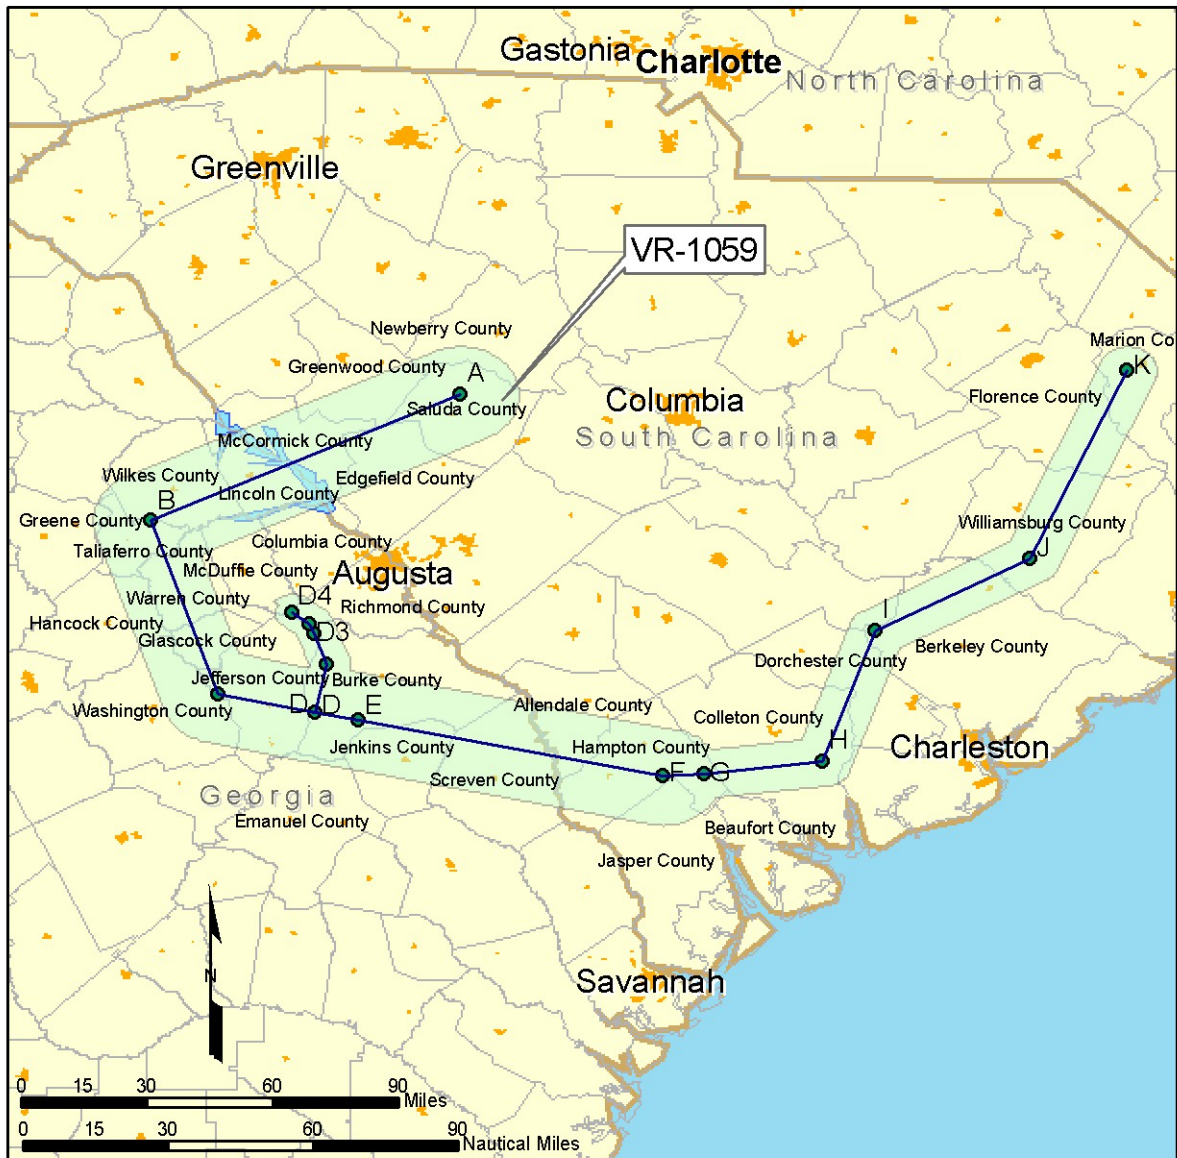 Gastonia
Charlotte
North Carolina
Greenville
VR-1059
Newberry County
Marion Co
Greenwood County
A
K
Saluda County
Columbia
Florence County
South Carolina
McCormick County
Wilkes County
Edgefield County
Lincoln County
B
Greene County
Williamsburg County
Columbia County
J
Taliaferro County
McDuffie County
Augusta
Warren County
D4
Richmond County
I
Hancock County
D3
Glascock County
Berkeley County
Dorchester County
Jefferson County
Burke County
Washington County
D
D
E
Allendale County
Colleton County
H
Charleston
Jenkins County
Hampton County
F
G
Screven County
Georgia
Emanuel County
Beaufort County
Jasper County
N
Savannah
0 15 30 60 90
Miles
0 15 30 60 90
Nautical Miles